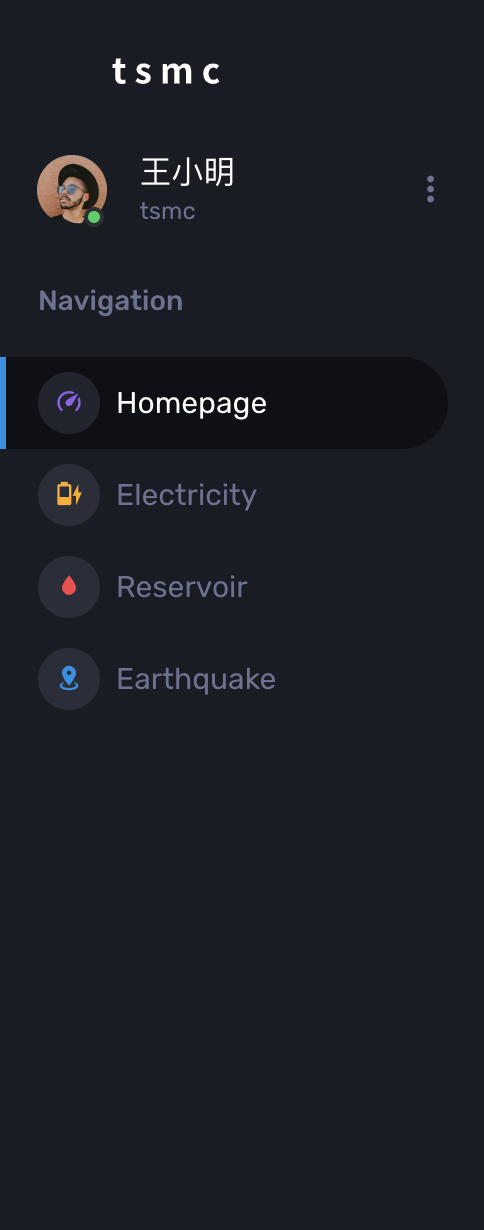 tsmc
王小明
tsmc
Navigation
Homepage
Electricity
Reservoir
Earthquake